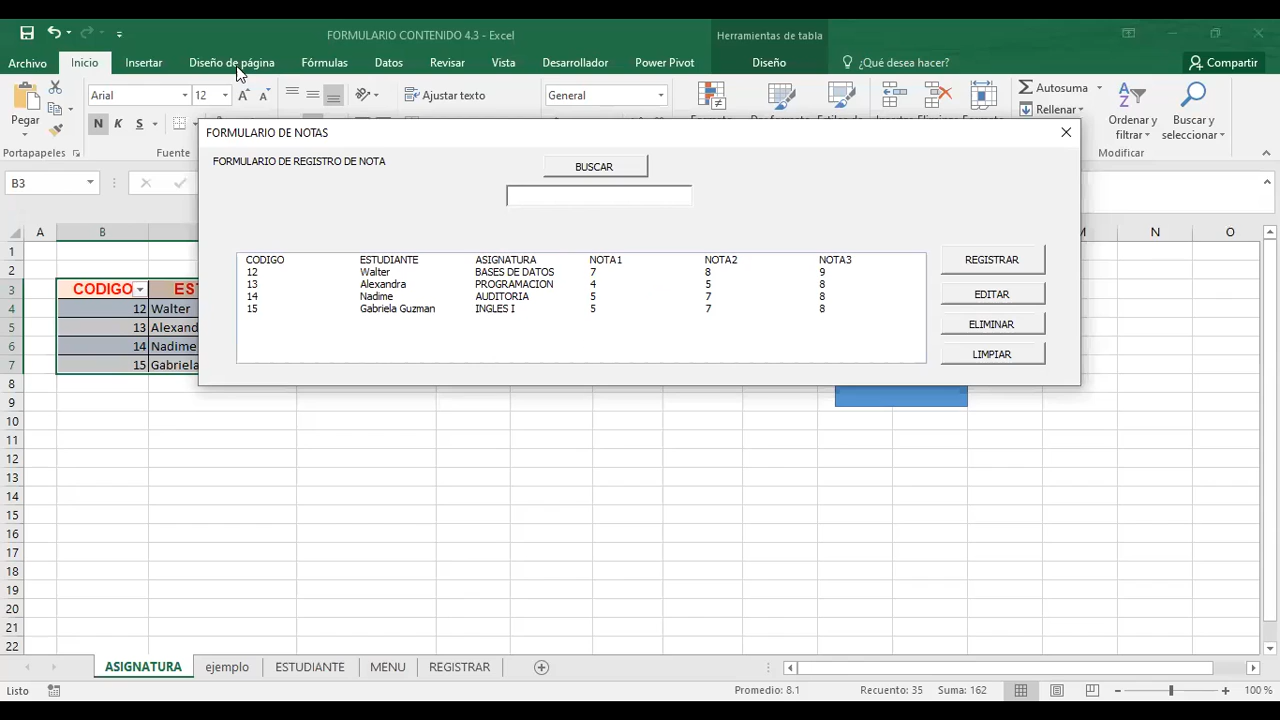 FORMULARIO CONTENIDO 4.3 - Excel
Herramientas de tabla
Archivo Inicio Insertar Diseño de página Fórmulas Datos Revisar Vista Desarrollador Power Pivot Diseño ¿Qué desea hacer? Compartir
Pegar
Arial 12
Ajustar texto
General
Autosuma
Rellenar
Ordenar y filtrar
Buscar y seleccionar
N K S
Portapapeles Fuente Modificar
B3
FORMULARIO DE NOTAS
FORMULARIO DE REGISTRO DE NOTA
BUSCAR
CODIGO ESTUDIANTE ASIGNATURA NOTA1 NOTA2 NOTA3
12 Walter BASES DE DATOS 7 8 9
13 Alexandra PROGRAMACION 4 5 8
14 Nadime AUDITORIA 5 7 8
15 Gabriela Guzman INGLES I 5 7 8
REGISTRAR
EDITAR
ELIMINAR
LIMPIAR
A B N O
1
2
3 CODIGO
4 12 Walter
5 13
6 14 Nadime
7 15 Gabriela
8
9
10
11
12
13
14
15
16
17
18
19
20
21
22
ASIGNATURA ejemplo ESTUDIANTE MENU REGISTRAR
Listo Promedio: 8.1 Recuento: 35 Suma: 162 100 %